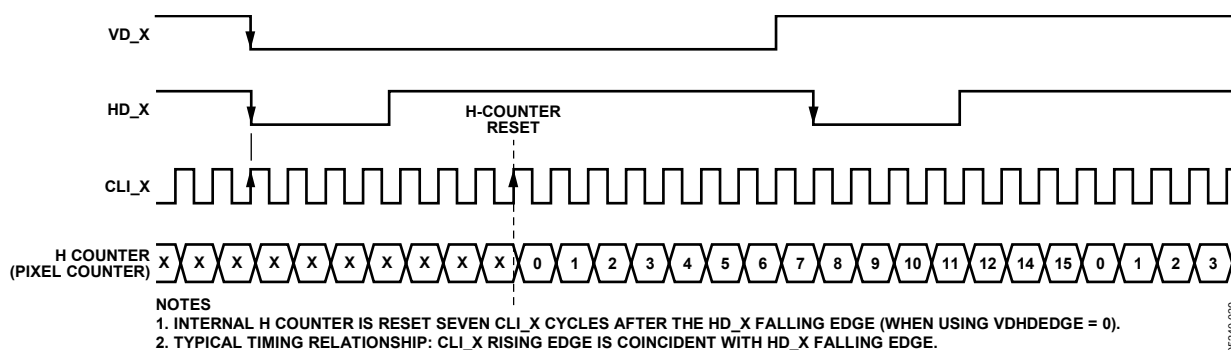 VD_X
HD_X
H-COUNTER
RESET
CLI_X
H COUNTER
(PIXEL COUNTER)
X X X X X X X X X 0 1 2 3 4 5 6 7 8 9 10 11 12 14 15 0 1 2 3
NOTES
1. INTERNAL H COUNTER IS RESET SEVEN CLI_X CYCLES AFTER THE HD_X FALLING EDGE (WHEN USING VDHDEDGE = 0).
2. TYPICAL TIMING RELATIONSHIP: CLI_X RISING EDGE IS COINCIDENT WITH HD_X FALLING EDGE.